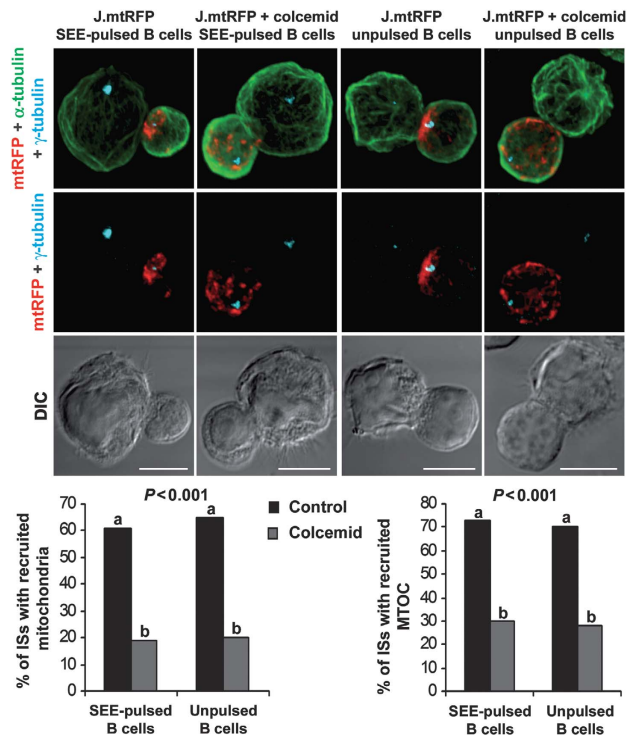 J.mtRFP
SEE-pulsed B cells
J.mtRFP + colcemid
SEE-pulsed B cells
J.mtRFP
unpulsed B cells
J.mtRFP + colcemid
unpulsed B cells
mtRFP + α-tubulin
+ γ-tubulin
mtRFP + γ-tubulin
DIC
P<0.001
% of ISs with recruited
mitochondria
70
60
50
40
30
20
10
0
a
b
a
b
SEE-pulsed
B cells
Unpulsed
B cells
Control
Colcemid
P<0.001
% of ISs with recruited
MTOC
80
70
60
50
40
30
20
10
0
a
b
a
b
SEE-pulsed
B cells
Unpulsed
B cells